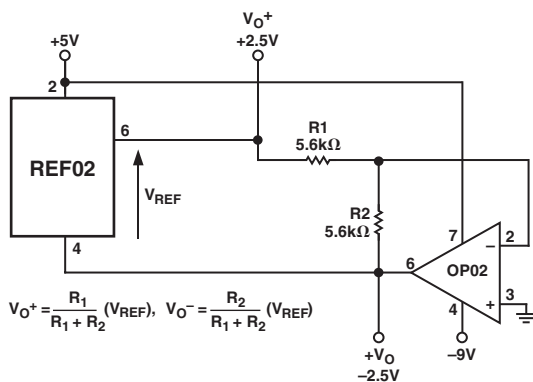 VO+
+5V
+2.5V
2
6
R1
5.6kΩ
REF02
VREF
R2
5.6kΩ
7
2
–
4
6
OP02
+
3
4
VO+ = R1 / R1 + R2 (VREF), VO– = R2 / R1 + R2 (VREF)
+VO
–2.5V
–9V